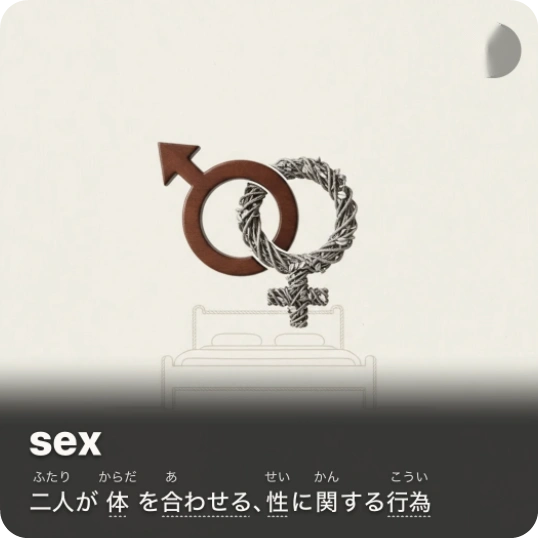 sex
ふたり からだ あ せい かん こうい
二人が 体 を合わせる、性に関する行為